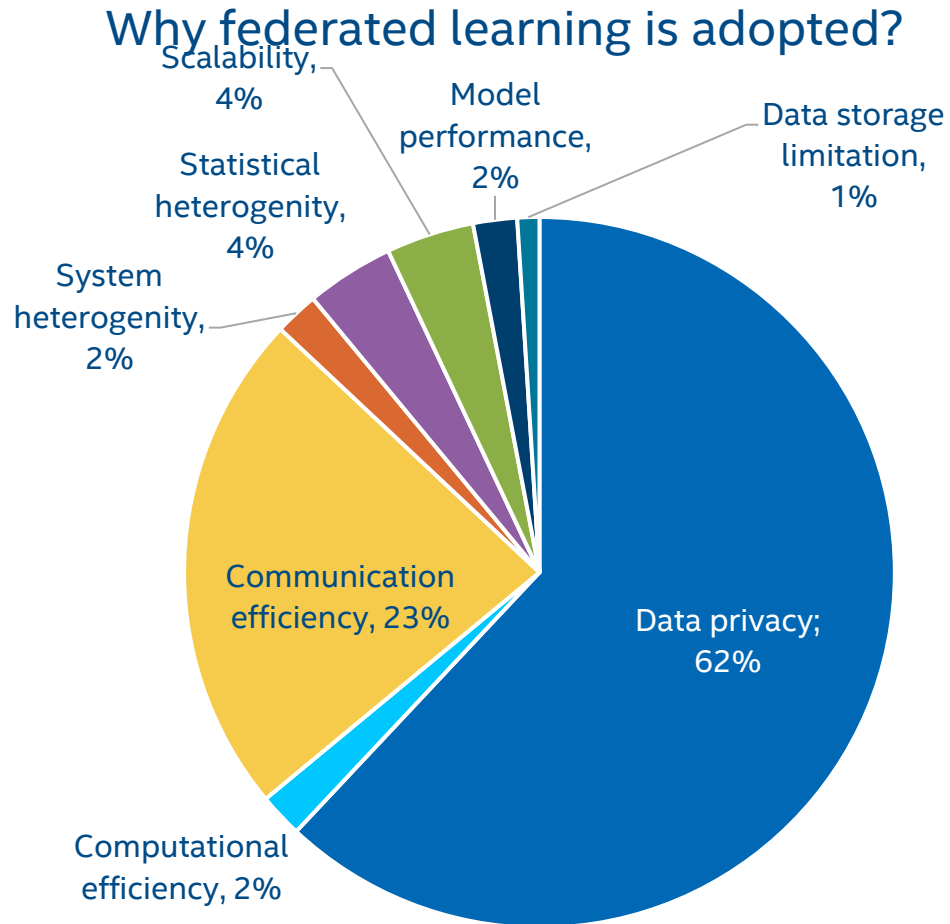 Why federated learning is adopted?
Scalability,
4%
Model
performance,
2%
Data storage
limitation,
1%
Statistical
heterogenity,
4%
System
heterogenity,
2%
Communication
efficiency, 23%
Data privacy;
62%
Computational
efficiency, 2%